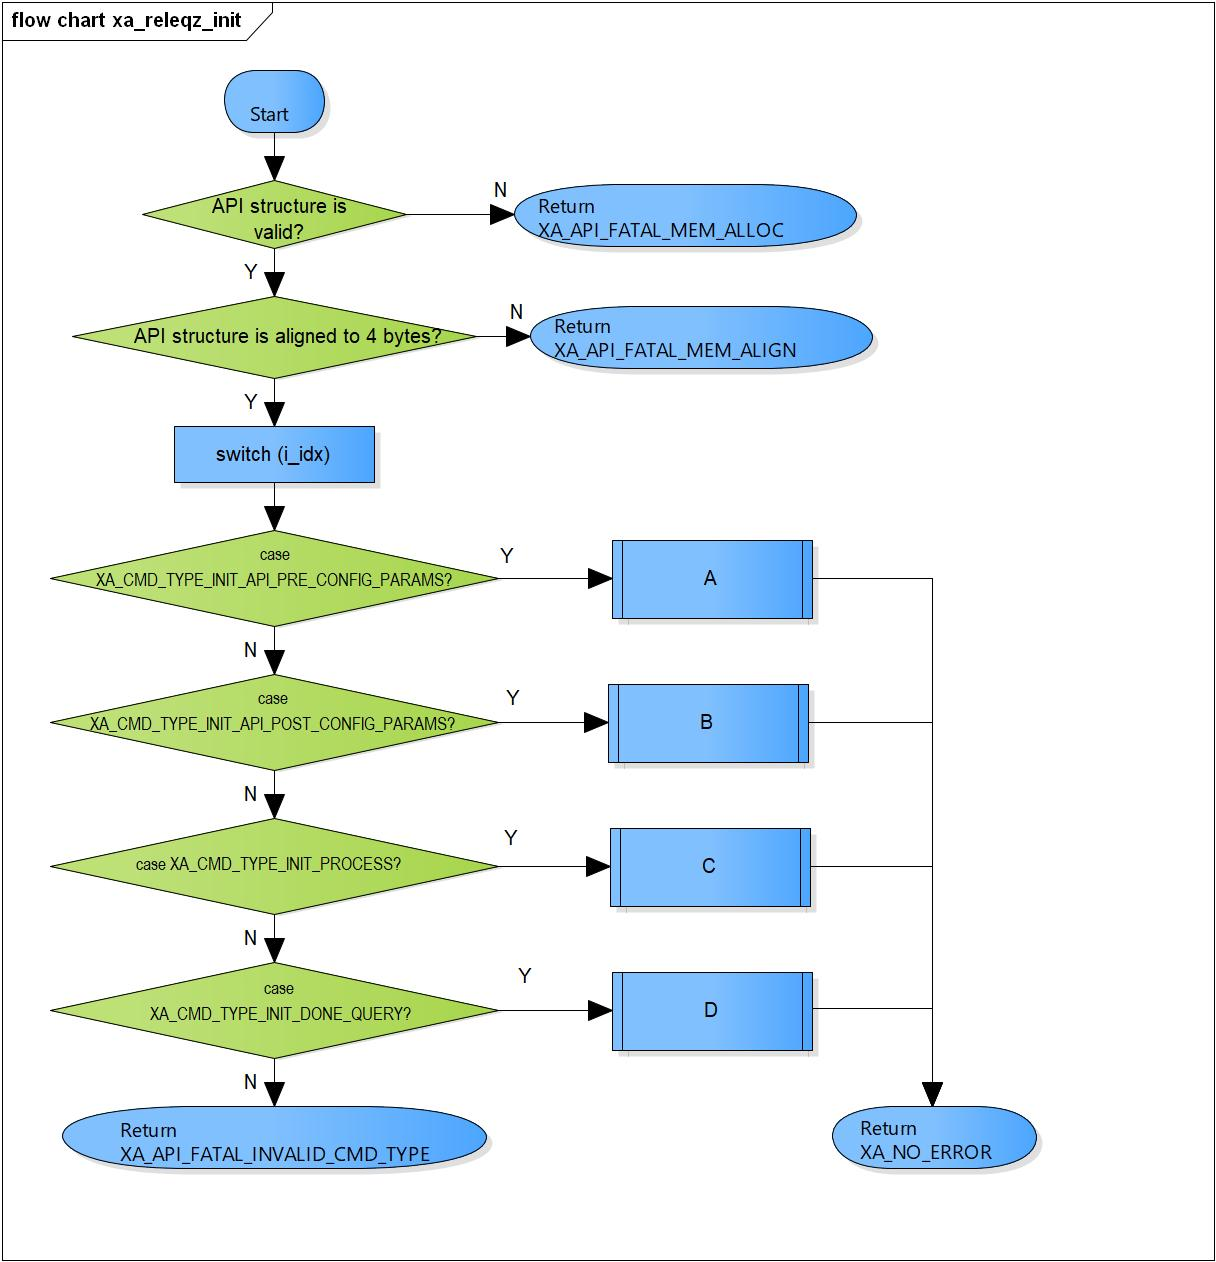 flow chart xa_releqz_init
Start
API structure is
valid?
N
Return
XA_API_FATAL_MEM_ALLOC
Y
API structure is aligned to 4 bytes?
N
Return
XA_API_FATAL_MEM_ALIGN
Y
switch (i_idx)
case
XA_CMD_TYPE_INIT_API_PRE_CONFIG_PARAMS?
Y
A
N
case
XA_CMD_TYPE_INIT_API_POST_CONFIG_PARAMS?
Y
B
N
case XA_CMD_TYPE_INIT_PROCESS?
Y
C
N
case
XA_CMD_TYPE_INIT_DONE_QUERY?
Y
D
N
Return
XA_API_FATAL_INVALID_CMD_TYPE
Return
XA_NO_ERROR